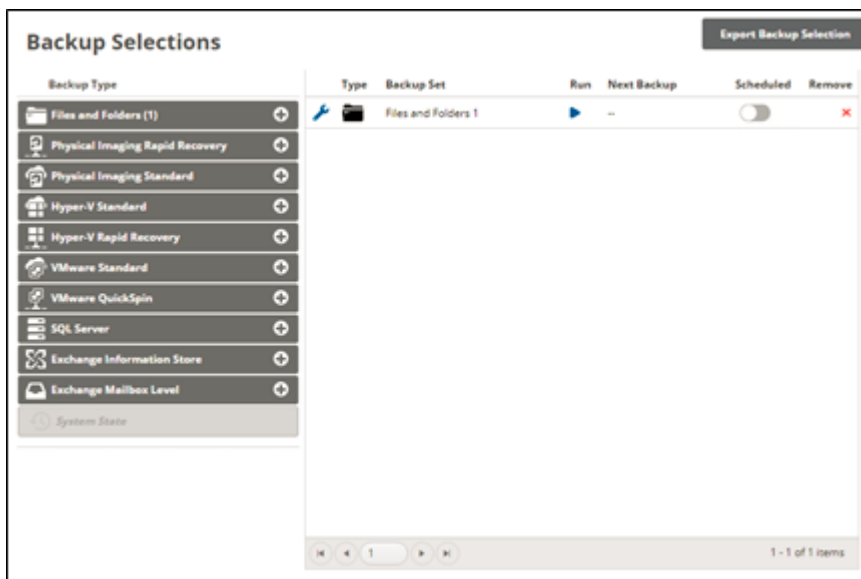 Backup Selections
Export Backup Selection
Backup Type
Type Backup Set Run Next Backup Scheduled Remove
Files and Folders (1)
Files and Folders 1 --
Physical Imaging Rapid Recovery
Physical Imaging Standard
Hyper-V Standard
Hyper-V Rapid Recovery
VMware Standard
VMware QuickSpin
SQL Server
Exchange Information Store
Exchange Mailbox Level
System State
1
1 - 1 of 1 items